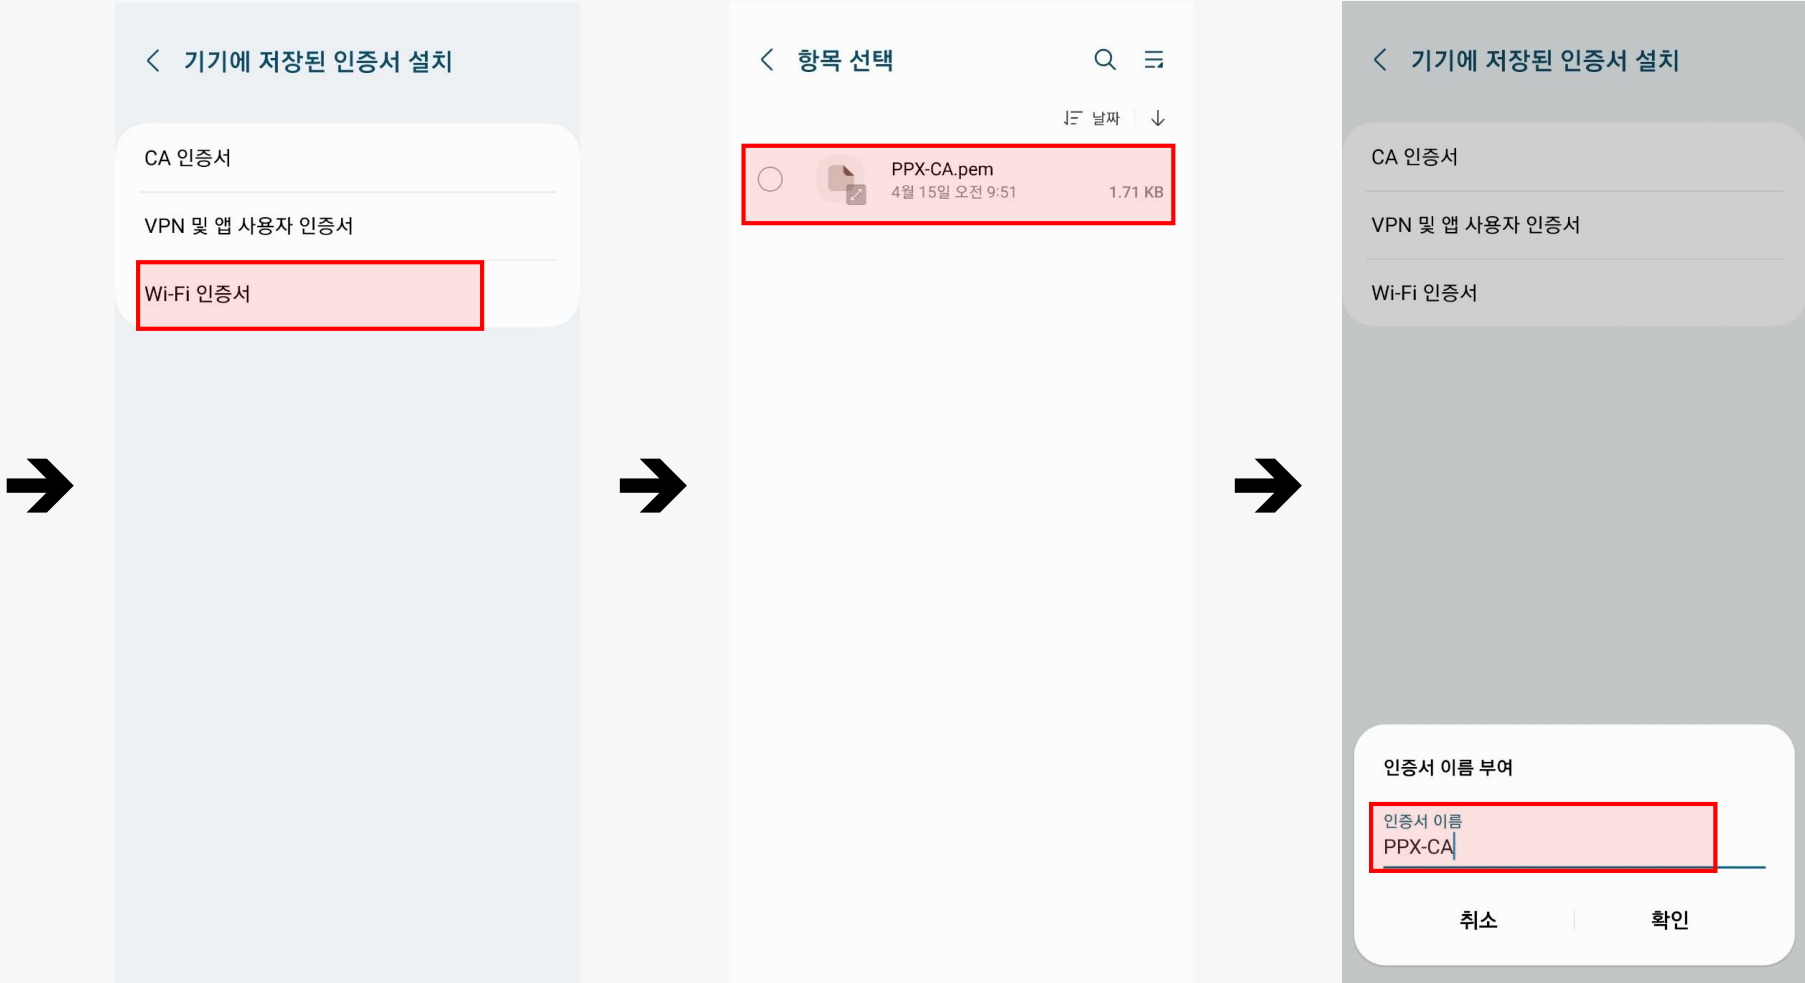 기기에 저장된 인증서 설치
CA 인증서
VPN 및 앱 사용자 인증서
Wi-Fi 인증서
항목 선택
날짜
PPX-CA.pem
4월 15일 오전 9:51
1.71 KB
기기에 저장된 인증서 설치
CA 인증서
VPN 및 앱 사용자 인증서
Wi-Fi 인증서
인증서 이름 부여
인증서 이름
PPX-CA
취소
확인